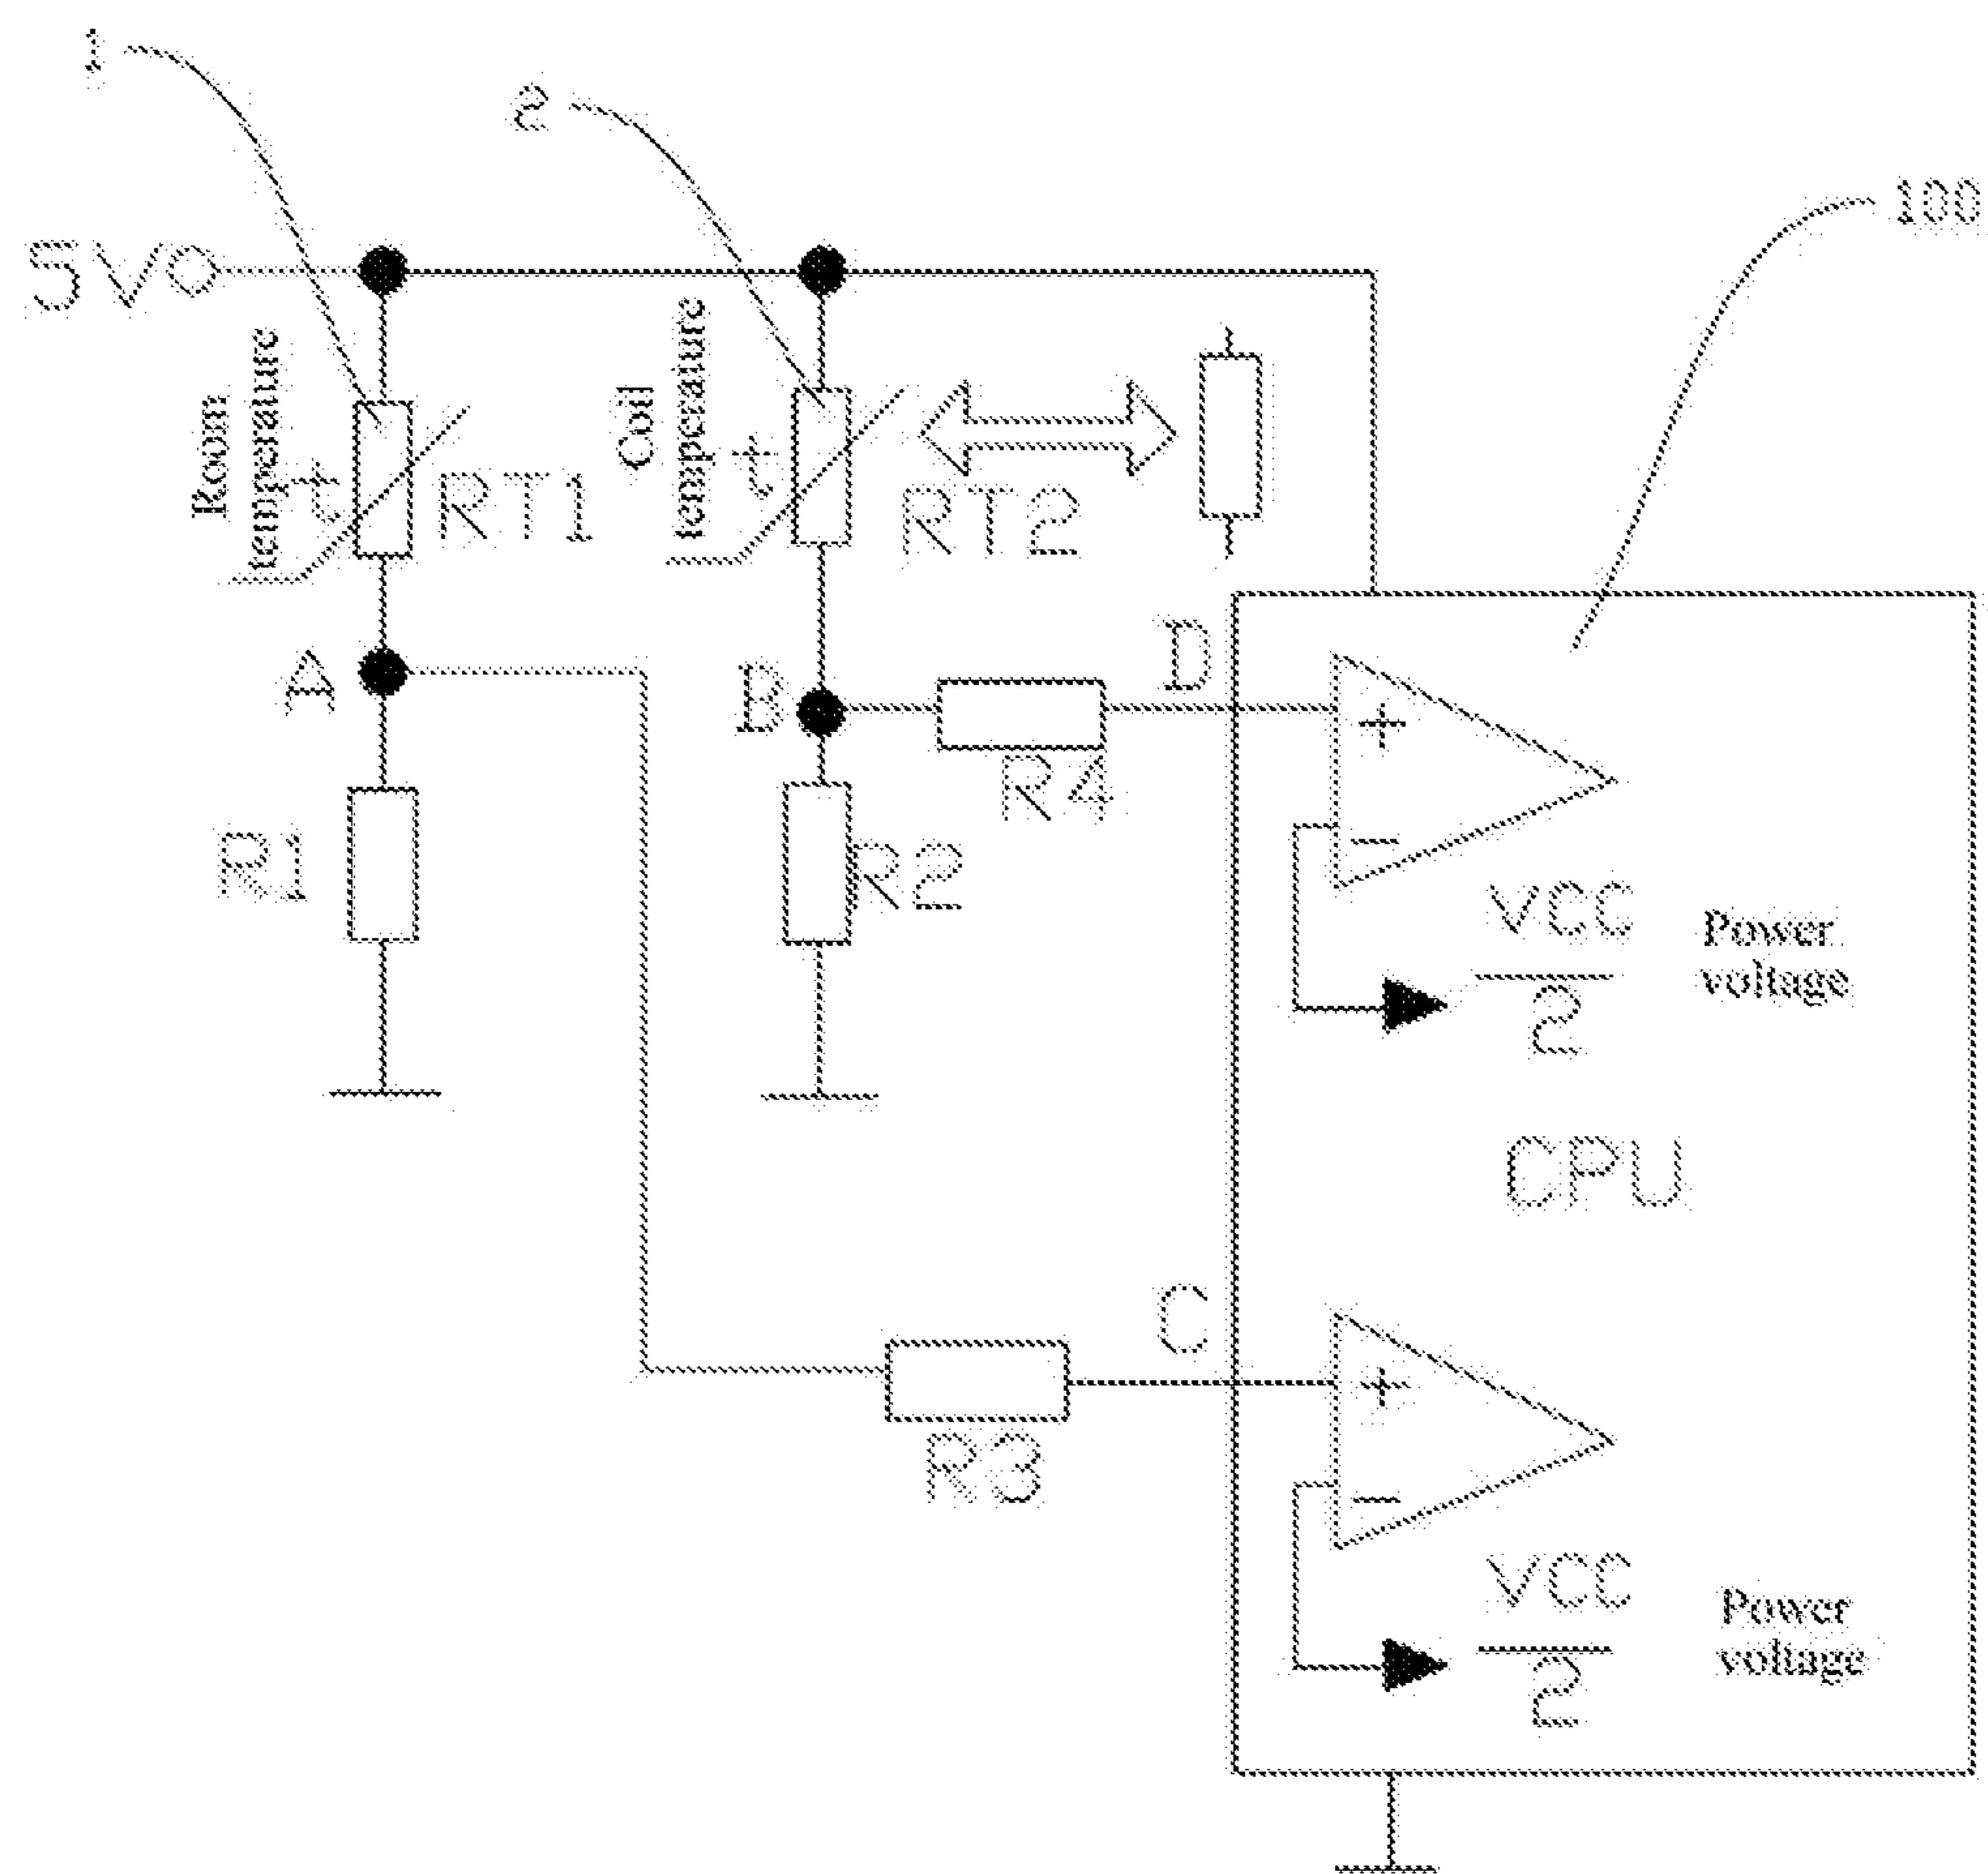 1
2
100
5V
Room
temperature
t
RT1
Coil
temperature
t
RT2
A
B
D
R4
+
−
R1
R2
VCC
2
Power
voltage
CPU
C
R3
+
−
VCC
2
Power
voltage